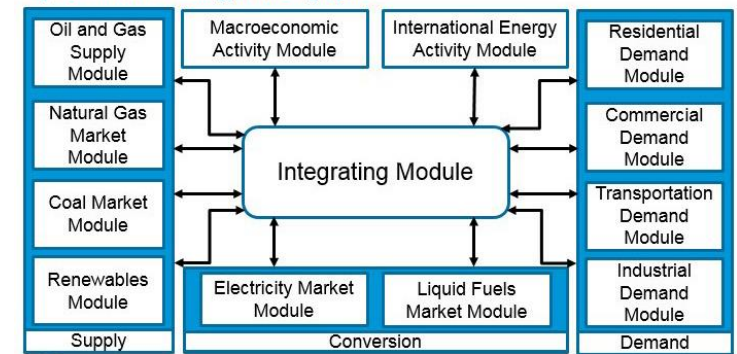 Oil and Gas
Supply
Module
Natural Gas
Market
Module
Coal Market
Module
Renewables
Module
Supply
Macroeconomic
Activity Module
International Energy
Activity Module
Integrating Module
Electricity Market
Module
Liquid Fuels
Market Module
Conversion
Residential
Demand
Module
Commercial
Demand
Module
Transportation
Demand
Module
Industrial
Demand
Module
Demand